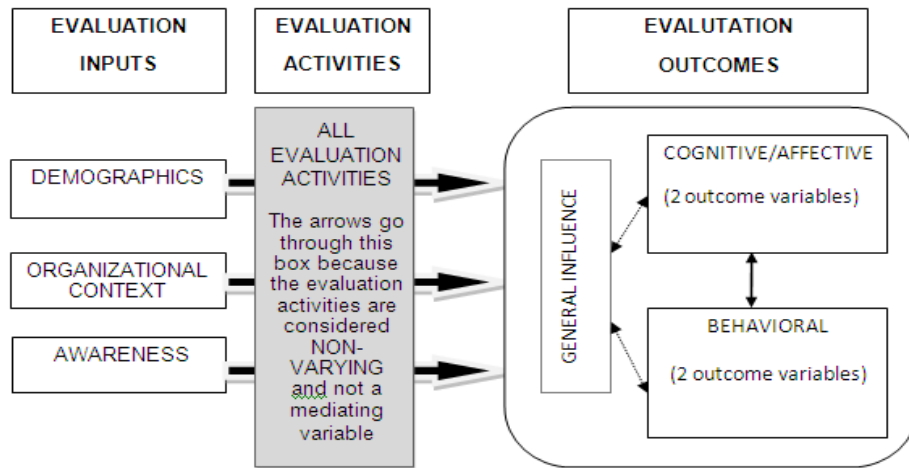 EVALUATION
INPUTS
EVALUATION
ACTIVITIES
EVALUTATION
OUTCOMES
DEMOGRAPHICS
ORGANIZATIONAL
CONTEXT
AWARENESS
ALL
EVALUATION
ACTIVITIES
The arrows go
through this
box because
the evaluation
activities are
considered
NON-
VARYING
and not a
mediating
variable
GENERAL INFLUENCE
COGNITIVE/AFFECTIVE
(2 outcome variables)
BEHAVIORAL
(2 outcome variables)